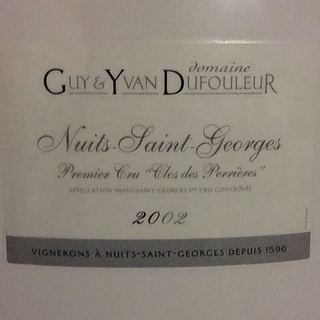 domaine
GUY & YVAN DUFOULEUR
Nuits-Saint-Georges
Premier Cru "Clos des Perrières"
APPELLATION NUITS-SAINT-GEORGES 1ER CRU CONTRÔLÉE
2002
VIGNERONS À NUITS-SAINT-GEORGES DEPUIS 1596